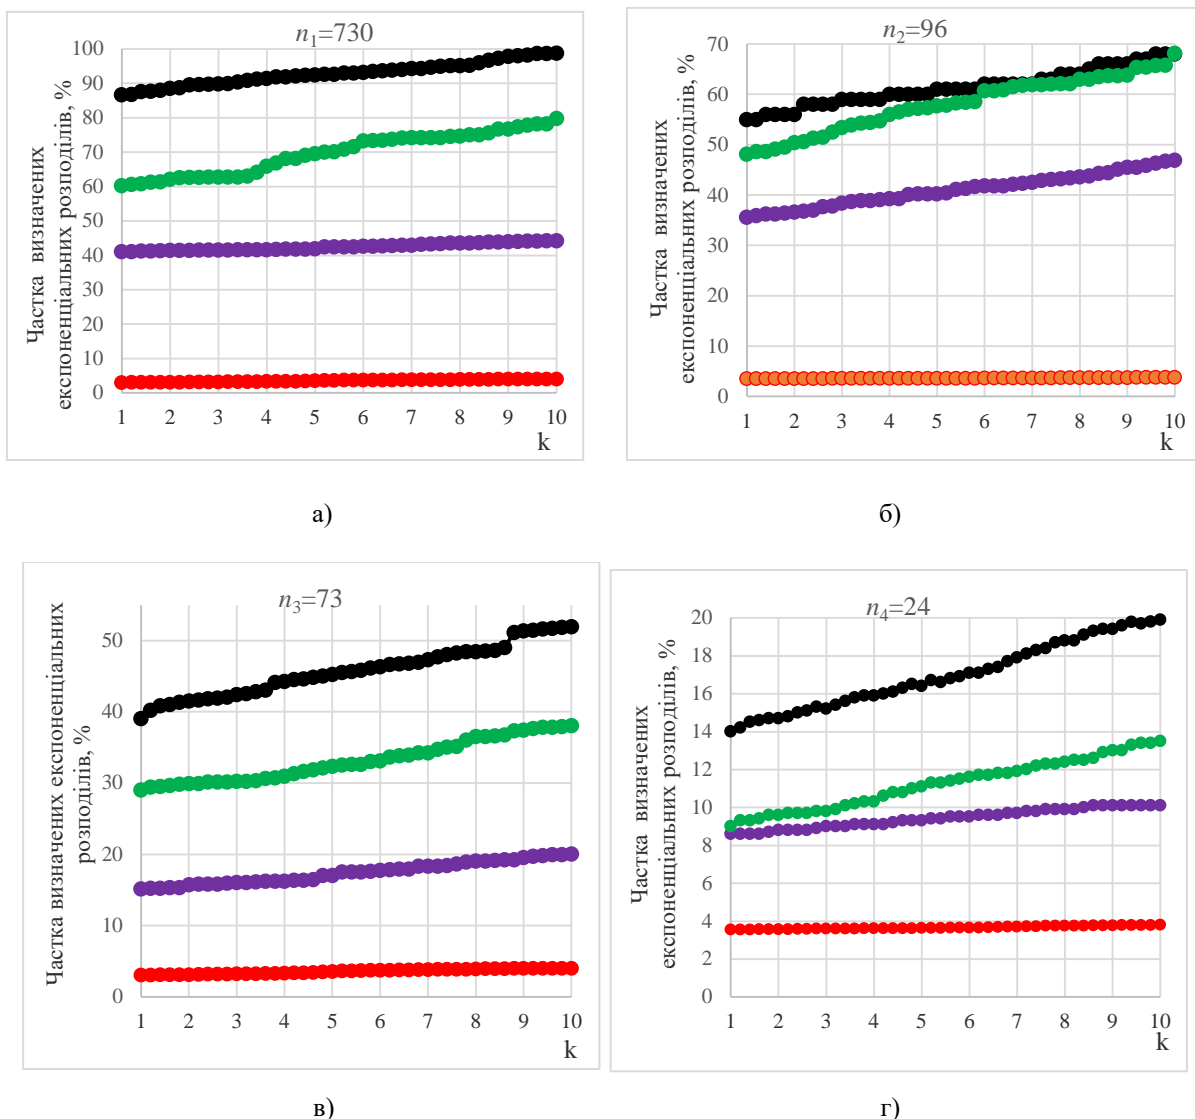 n₁=730
Частка визначених
експоненціальних розподілів, %
100
90
80
70
60
50
40
30
20
10
0
1 2 3 4 5 6 7 8 9 10
k
а)
n₂=96
Частка визначених
експоненціальних розподілів, %
70
60
50
40
30
20
10
0
1 2 3 4 5 6 7 8 9 10
k
б)
n₃=73
Частка визначених експоненціальних
розподілів, %
50
40
30
20
10
0
1 2 3 4 5 6 7 8 9 10
k
в)
n₄=24
Частка визначених
експоненціальних розподілів, %
20
18
16
14
12
10
8
6
4
2
0
1 2 3 4 5 6 7 8 9 10
k
г)